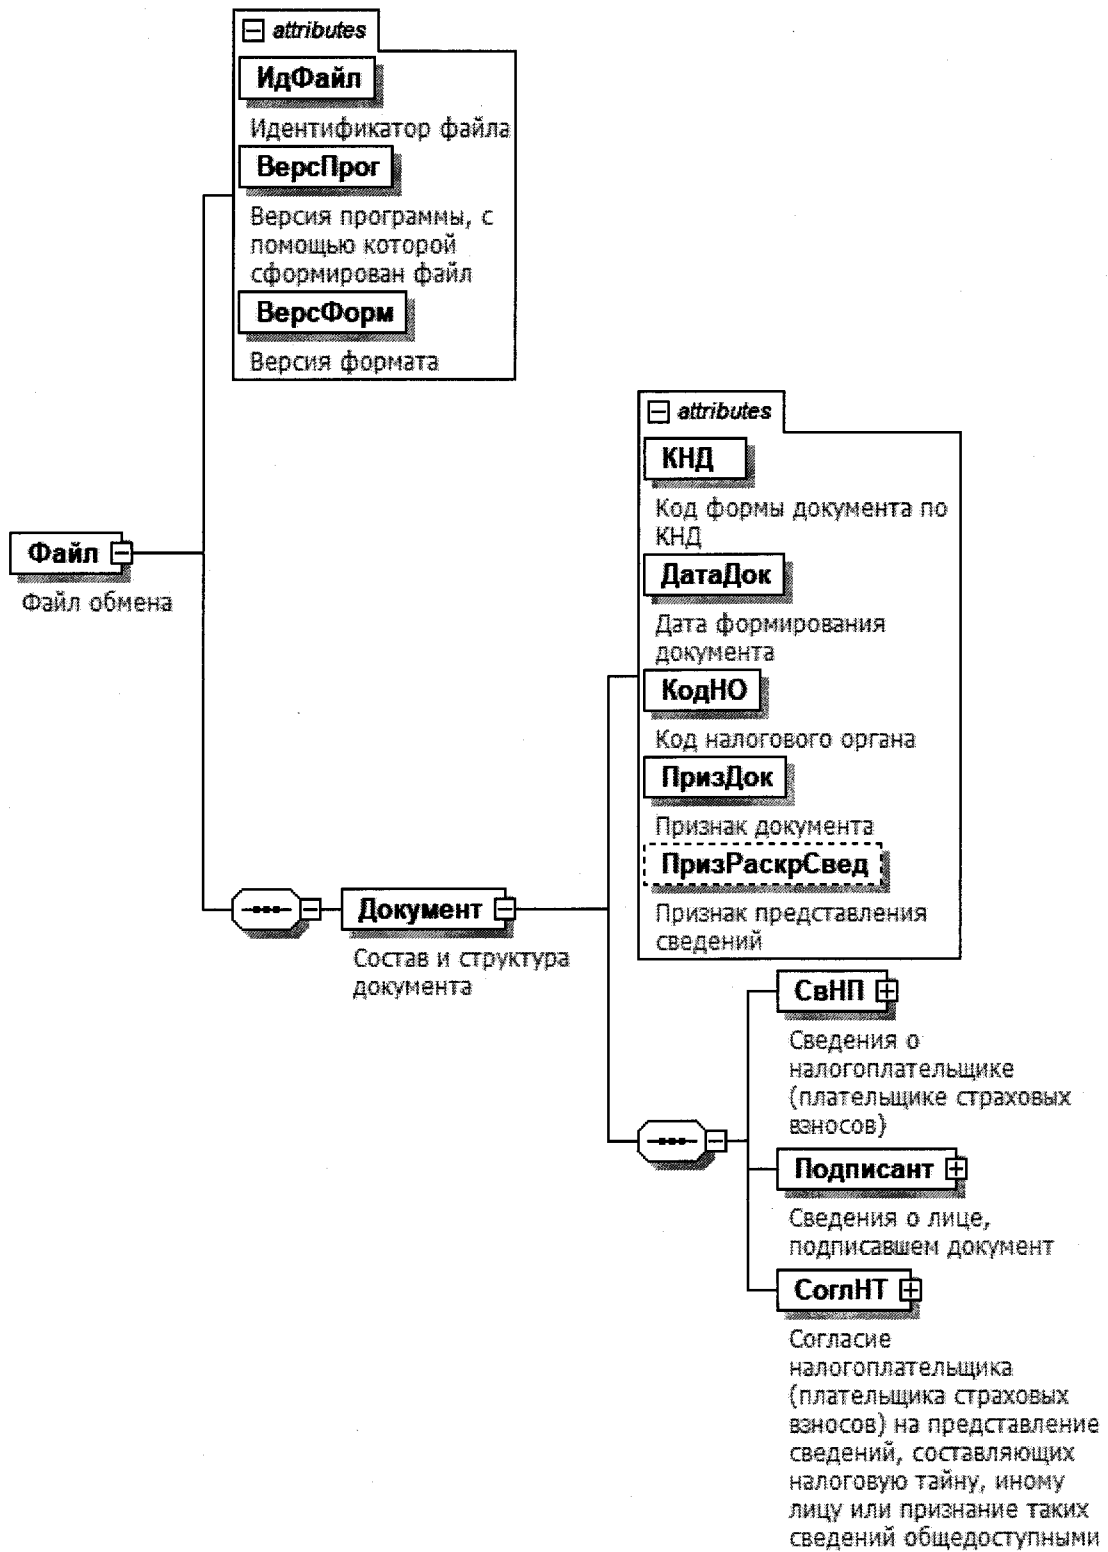 attributes
ИдФайл
Идентификатор файла
ВерсПрог
Версия программы, с
помощью которой
сформирован файл
ВерсФорм
Версия формата
Файл
Файл обмена
Документ
Состав и структура
документа
attributes
КНД
Код формы документа по
КНД
ДатаДок
Дата формирования
документа
КодНО
Код налогового органа
ПризДок
Признак документа
ПризРаскрСвед
Признак представления
сведений
СвНП
Сведения о
налогоплательщике
(плательщике страховых
взносов)
Подписант
Сведения о лице,
подписавшем документ
СоглНТ
Согласие
налогоплательщика
(плательщика страховых
взносов) на представление
сведений, составляющих
налоговую тайну, иному
лицу или признание таких
сведений общедоступными